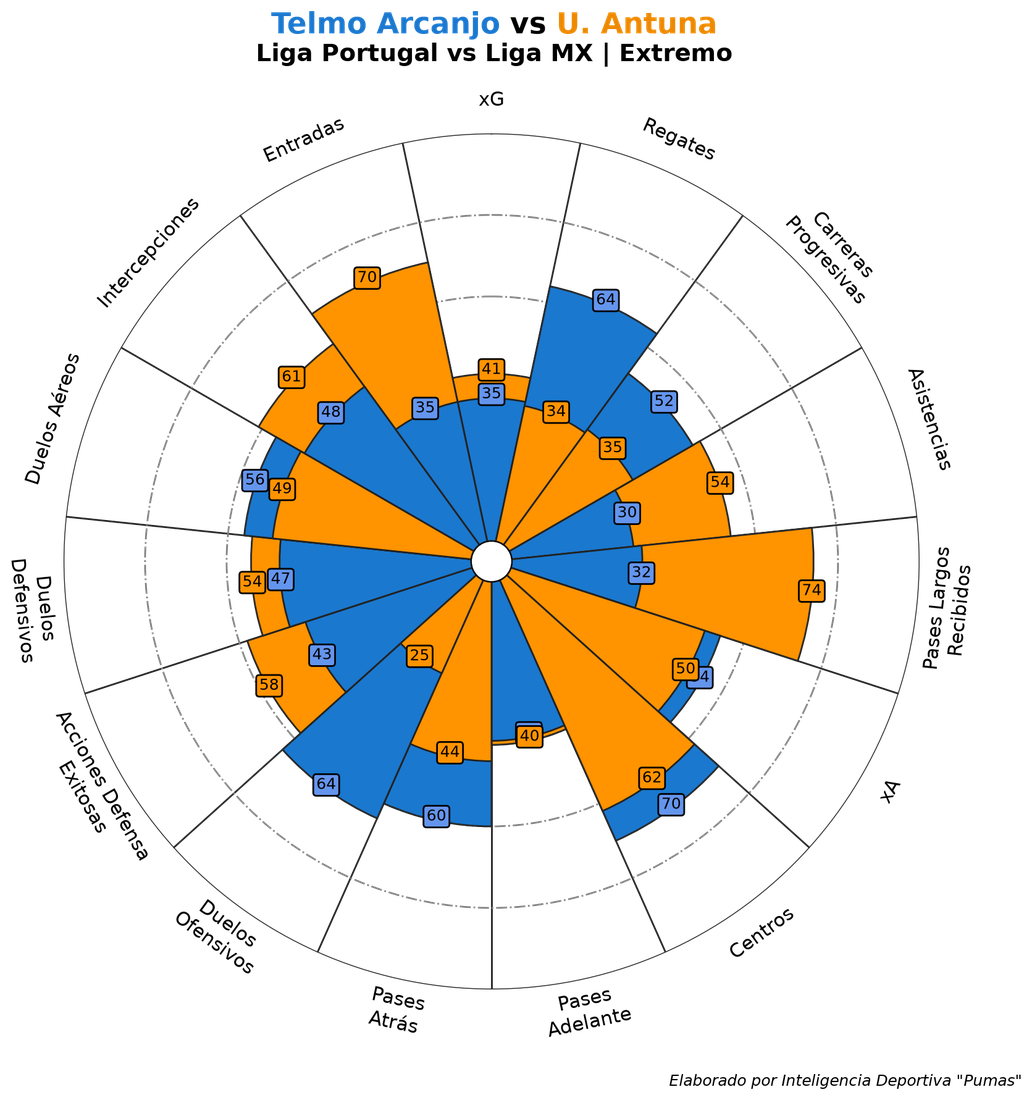 Telmo Arcanjo vs U. Antuna
Liga Portugal vs Liga MX | Extremo
xG
Regates
Carreras
Progresivas
Asistencias
Pases Largos
Recibidos
xA
Centros
Pases
Adelante
Pases
Atrás
Duelos
Ofensivos
Acciones Defensa
Exitosas
Duelos
Defensivos
Duelos Aéreos
Intercepciones
Entradas
41
35
64
34
52
35
54
30
74
32
50
4
62
70
40
44
60
25
64
43
58
54
47
56
49
61
48
70
35
Elaborado por Inteligencia Deportiva "Pumas"